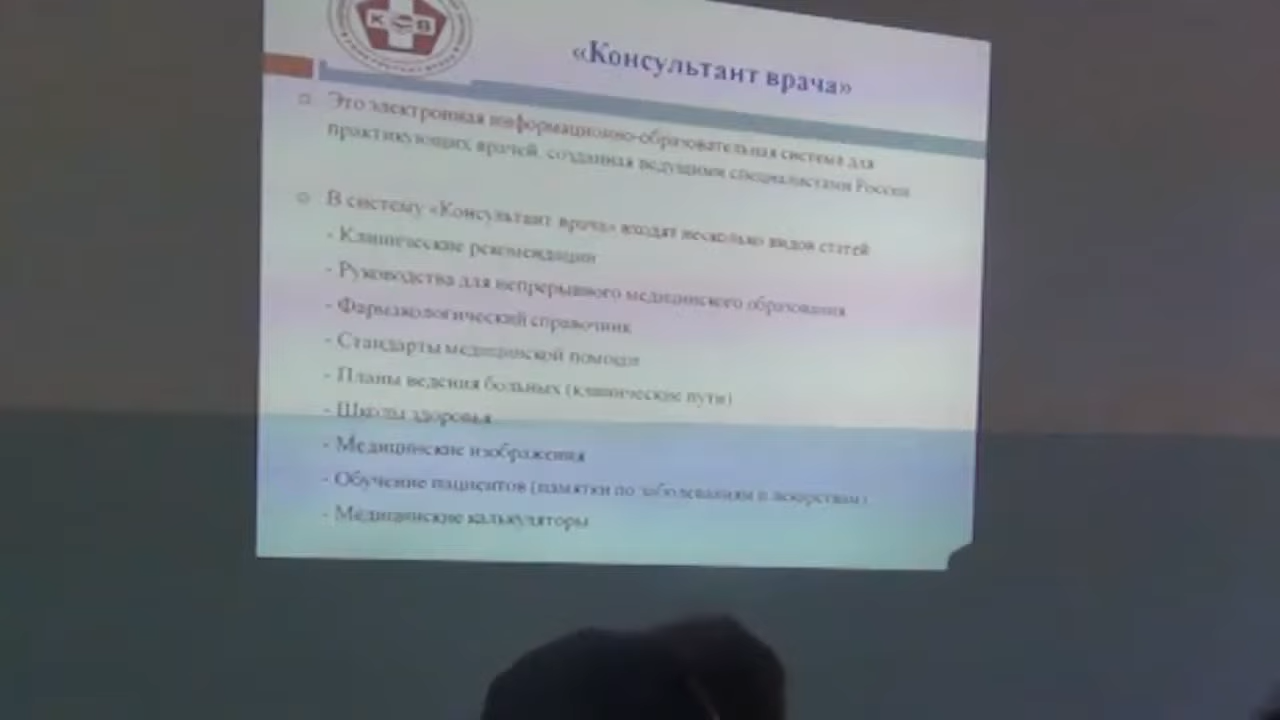 К В
«Консультант врача»
Это электронная информационно-образовательная система для
практикующих врачей, созданная ведущими специалистами России
В систему «Консультант врача» входят несколько видов статей
- Клинические рекомендации
- Руководства для непрерывного медицинского образования
- Фармакологический справочник
- Стандарты медицинской помощи
- Планы ведения больных (клинические пути)
- Школы здоровья
- Медицинские изображения
- Обучение пациентов (памятки по заболеваниям и лекарствам)
- Медицинские калькуляторы